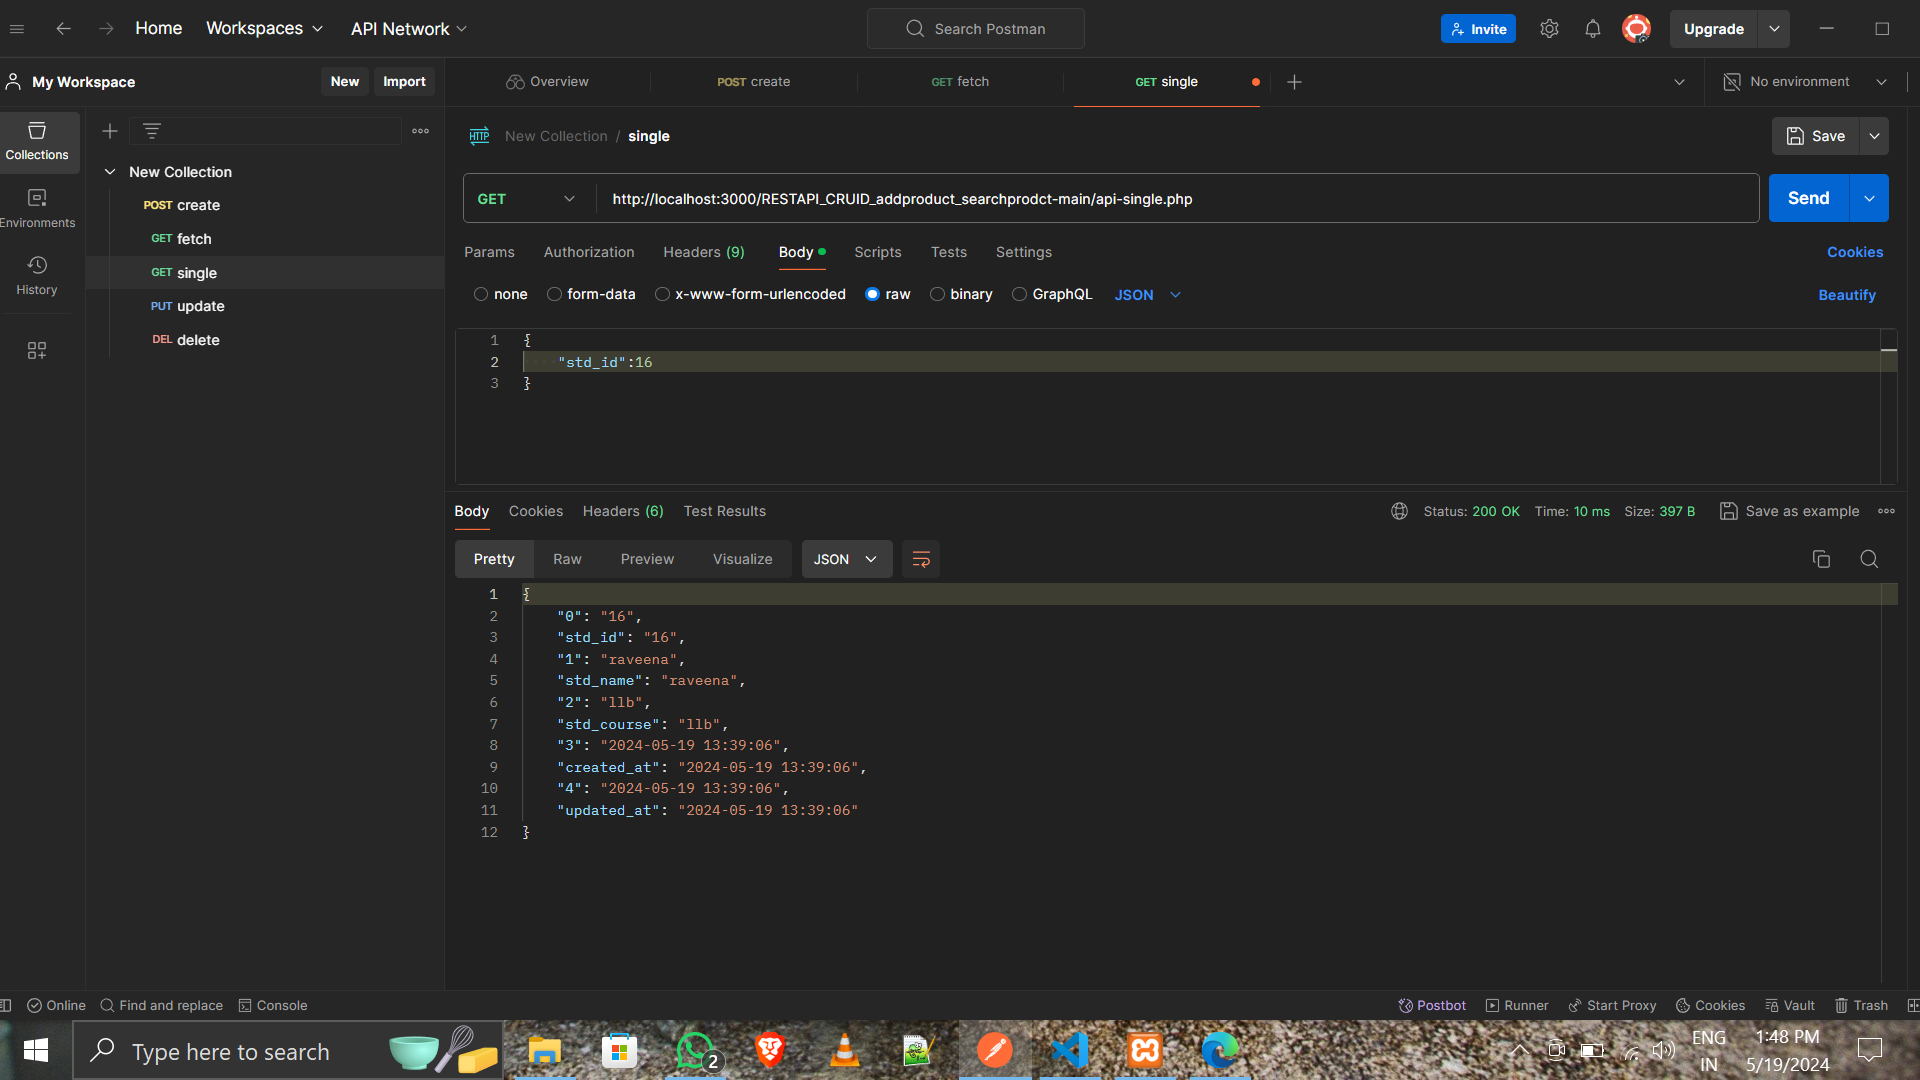 Home
Workspaces
API Network
Search Postman
Invite
Upgrade
My Workspace
New
Import
Overview
POST create
GET fetch
GET single
No environment
Collections
Environments
History
New Collection
POST create
GET fetch
GET single
PUT update
DEL delete
HTTP New Collection / single
Save
GET http://localhost:3000/RESTAPI_CRUID_addproduct_searchprodct-main/api-single.php
Send
Params Authorization Headers (9) Body Scripts Tests Settings
Cookies
none form-data x-www-form-urlencoded raw binary GraphQL JSON
Beautify
1 {
2 "std_id":16
3 }
Body Cookies Headers (6) Test Results
Status: 200 OK Time: 10 ms Size: 397 B
Save as example
Pretty Raw Preview Visualize JSON
1 {
2 "0": "16",
3 "std_id": "16",
4 "1": "raveena",
5 "std_name": "raveena",
6 "2": "llb",
7 "std_course": "llb",
8 "3": "2024-05-19 13:39:06",
9 "created_at": "2024-05-19 13:39:06",
10 "4": "2024-05-19 13:39:06",
11 "updated_at": "2024-05-19 13:39:06"
12 }
Online Find and replace Console
Postbot Runner Start Proxy Cookies Vault Trash
Type here to search
2
ENG
IN
1:48 PM
5/19/2024